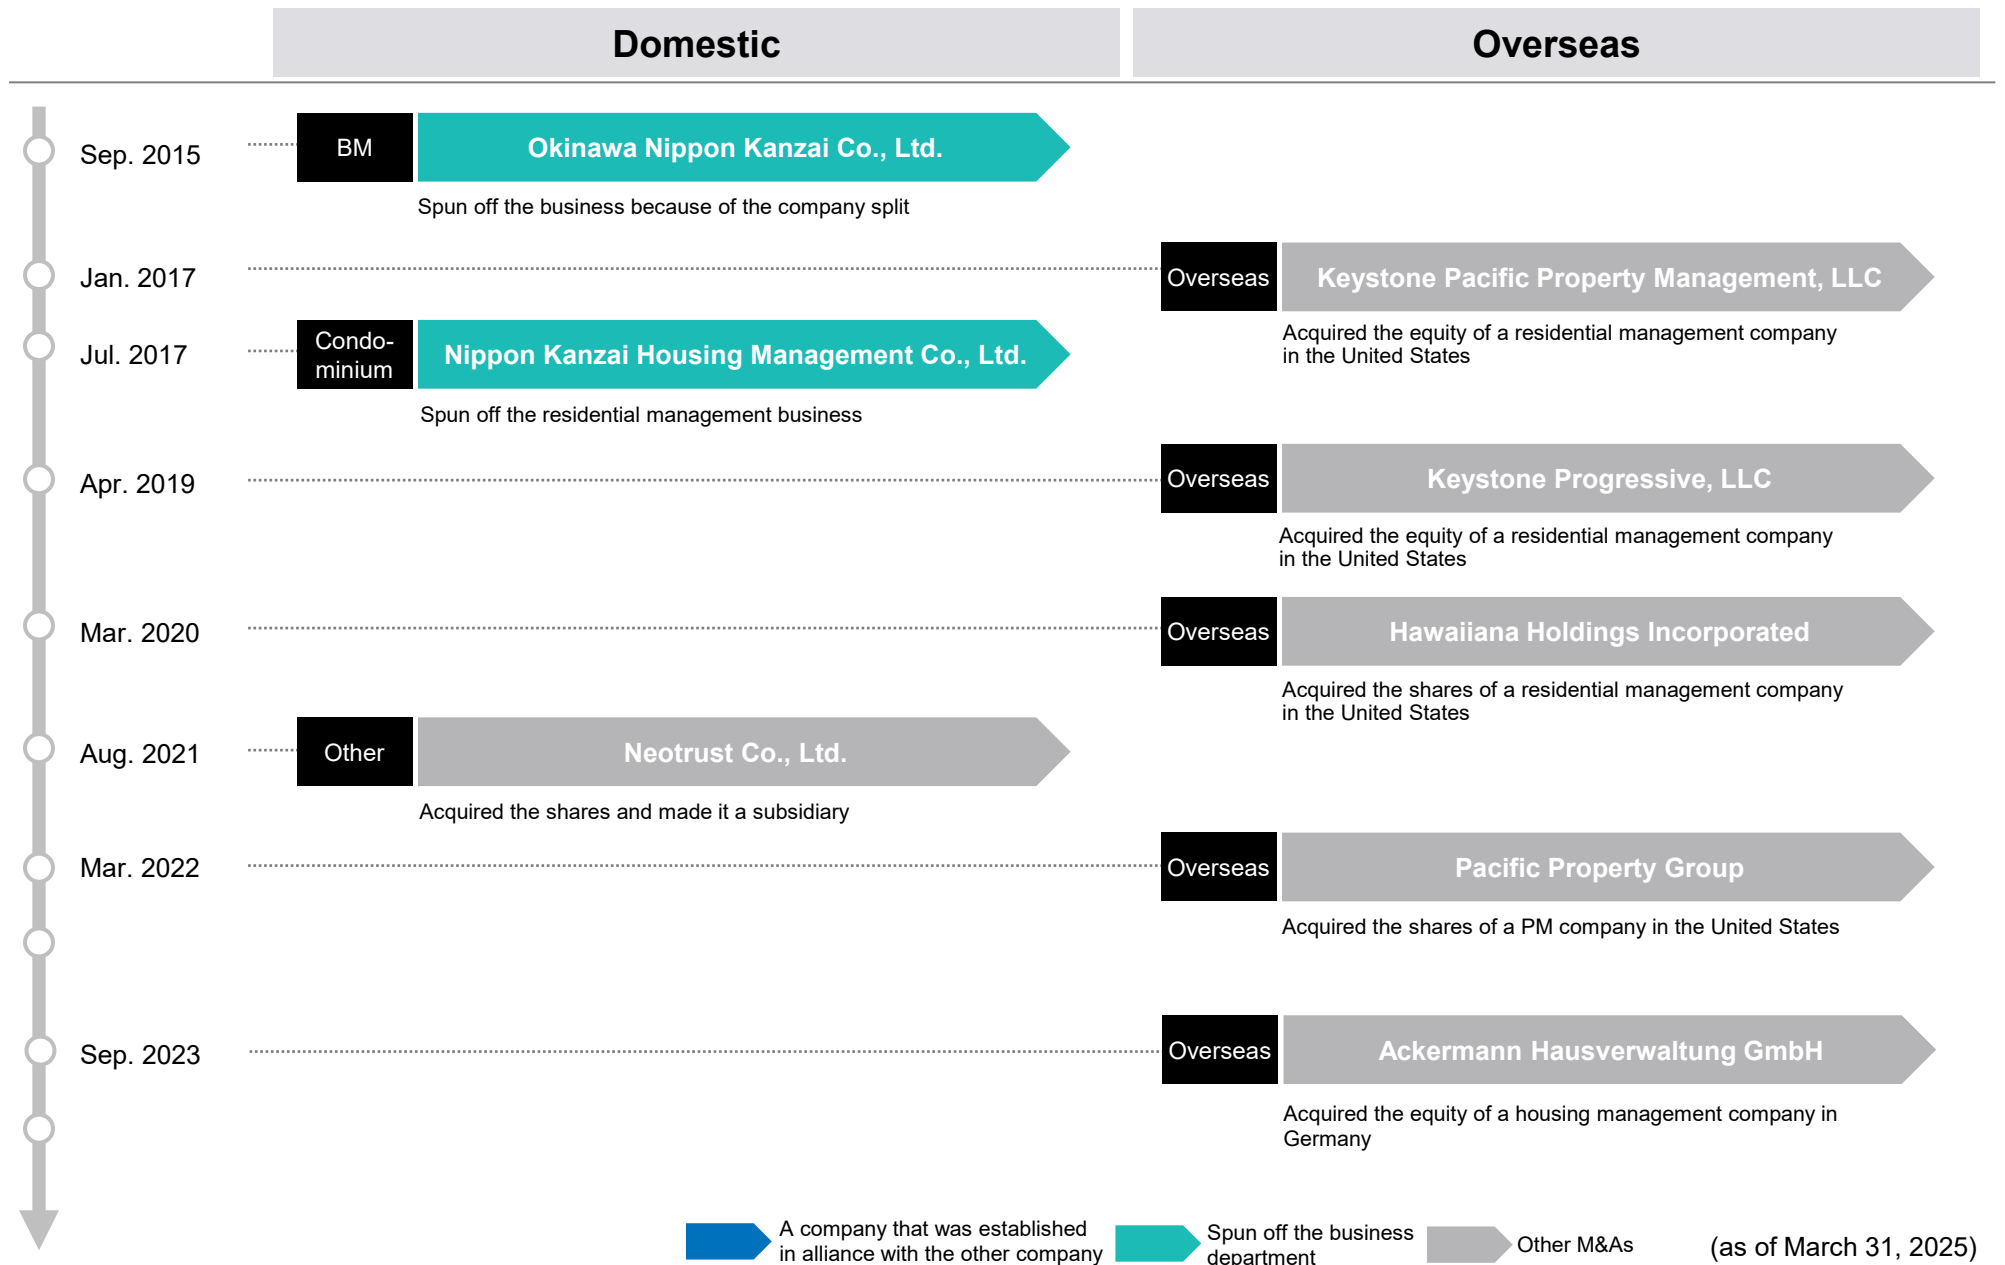 Domestic
Overseas
Sep. 2015
BM
Okinawa Nippon Kanzai Co., Ltd.
Spun off the business because of the company split
Jan. 2017
Overseas
Keystone Pacific Property Management, LLC
Acquired the equity of a residential management company
in the United States
Jul. 2017
Condo-
minium
Nippon Kanzai Housing Management Co., Ltd.
Spun off the residential management business
Apr. 2019
Overseas
Keystone Progressive, LLC
Acquired the equity of a residential management company
in the United States
Mar. 2020
Overseas
Hawaiiana Holdings Incorporated
Acquired the shares of a residential management company
in the United States
Aug. 2021
Other
Neotrust Co., Ltd.
Acquired the shares and made it a subsidiary
Mar. 2022
Overseas
Pacific Property Group
Acquired the shares of a PM company in the United States
Sep. 2023
Overseas
Ackermann Hausverwaltung GmbH
Acquired the equity of a housing management company in
Germany
A company that was established
in alliance with the other company
Spun off the business
department
Other M&As
(as of March 31, 2025)